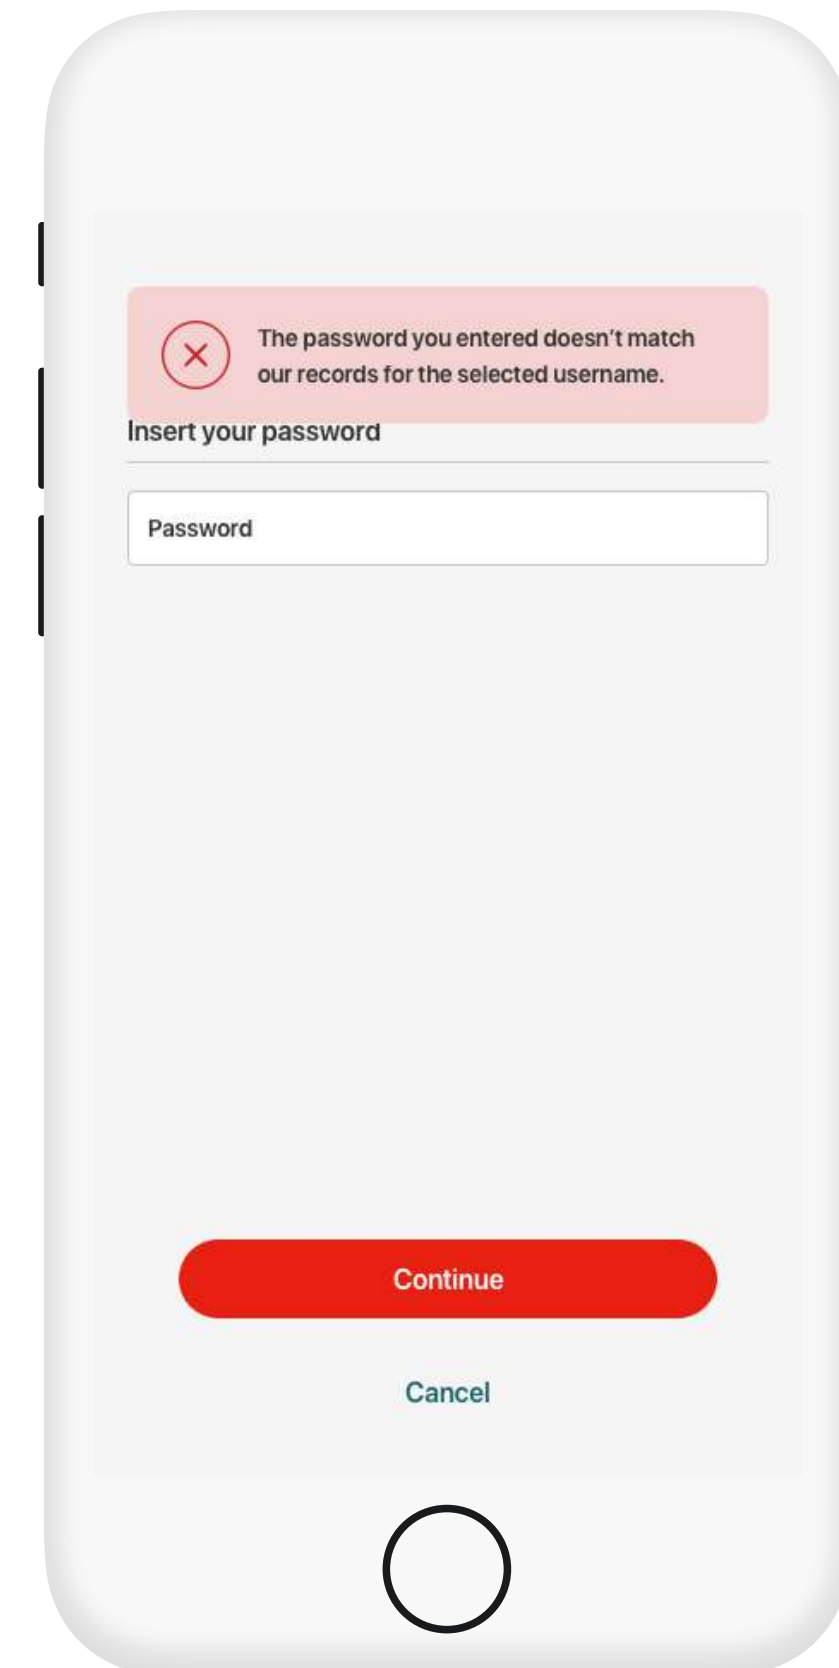 The password you entered doesn't match
our records for the selected username.
Insert your password
Password
Continue
Cancel